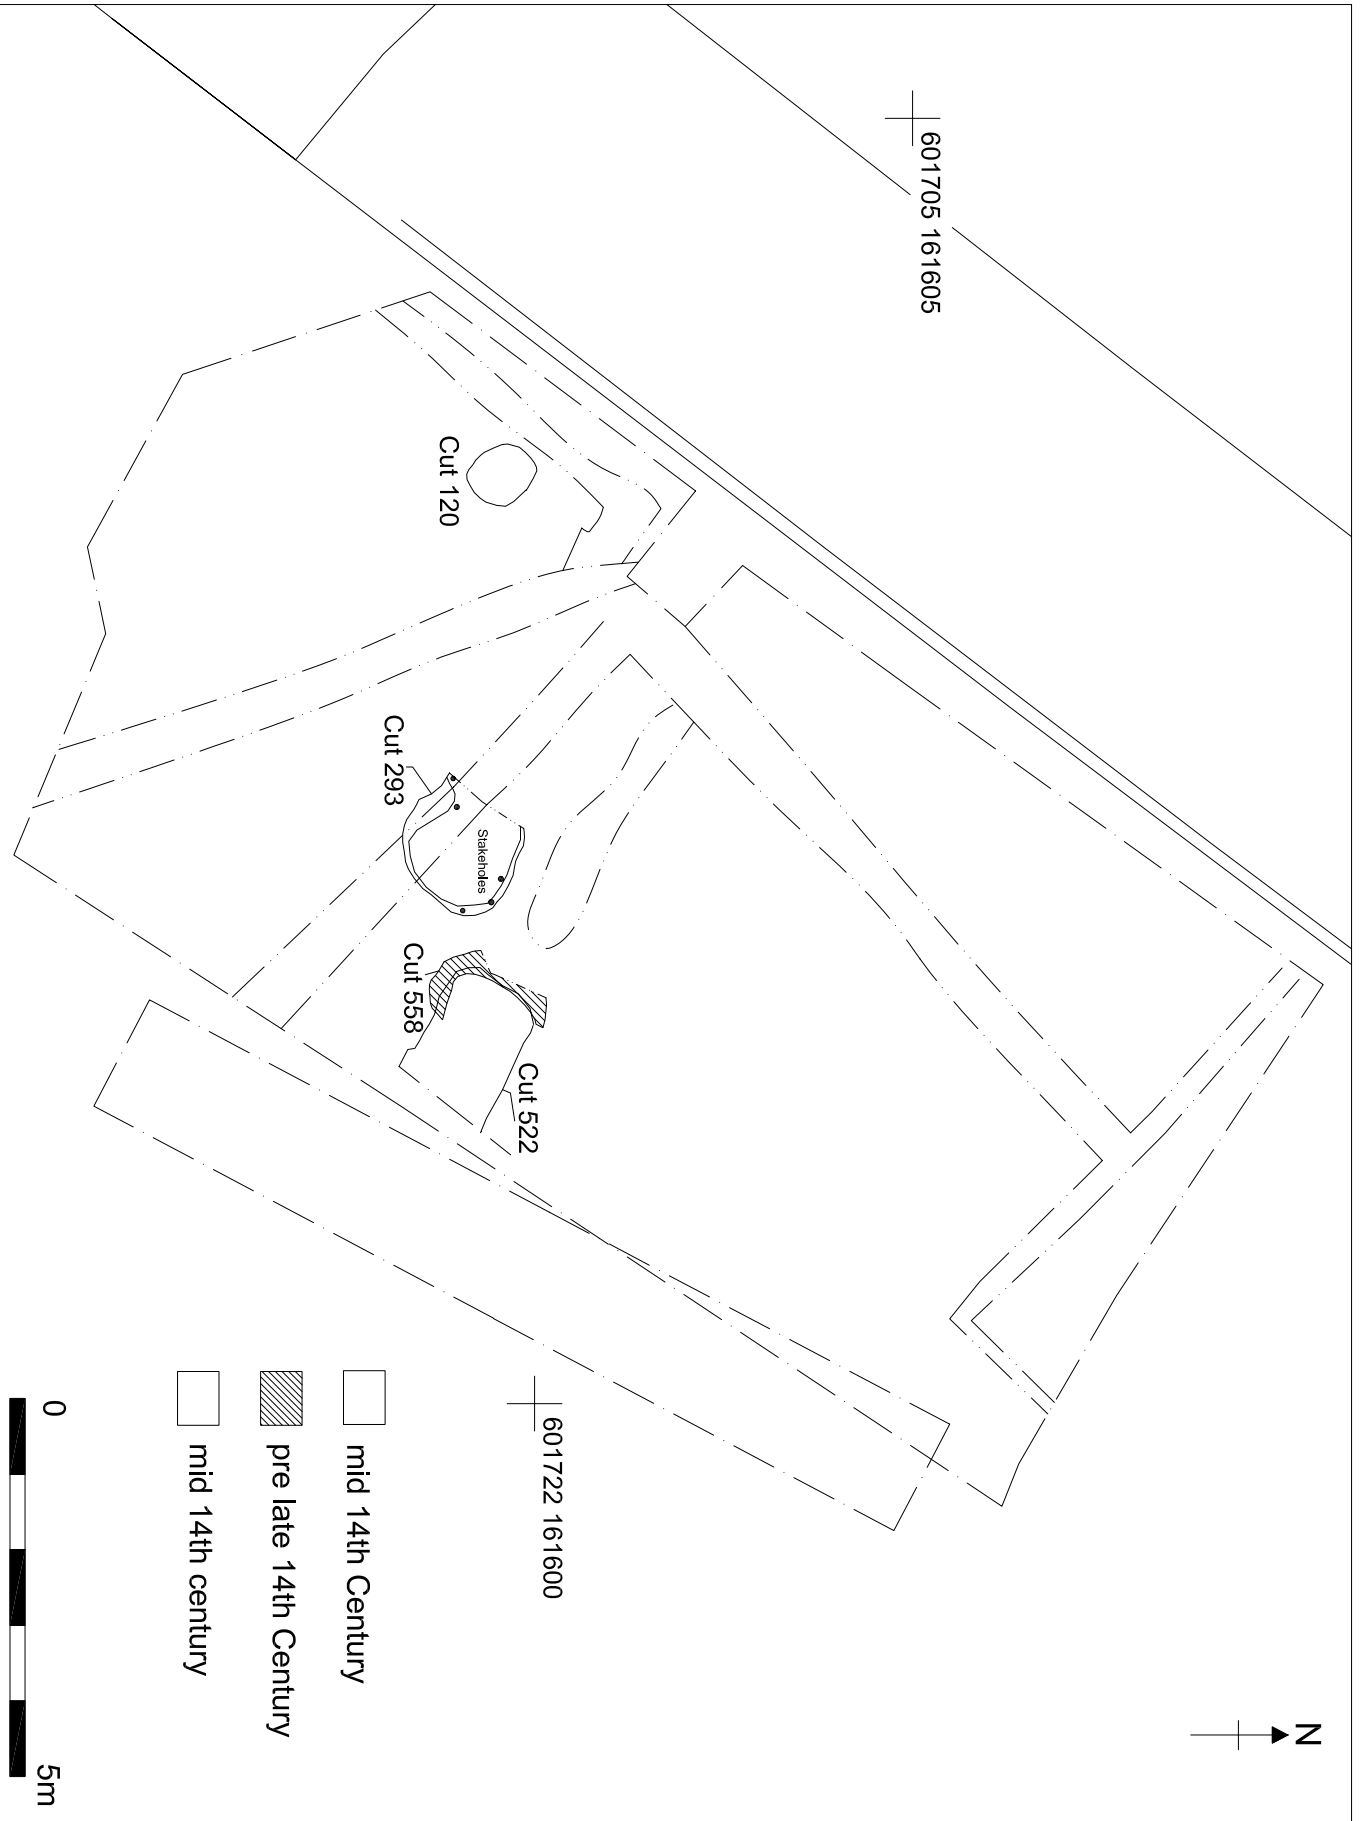 N
601705 161605
Cut 120
Cut 293
Stakeholes
Cut 558
Cut 522
601722 161600
mid 14th Century
pre late 14th Century
mid 14th century
0
5m